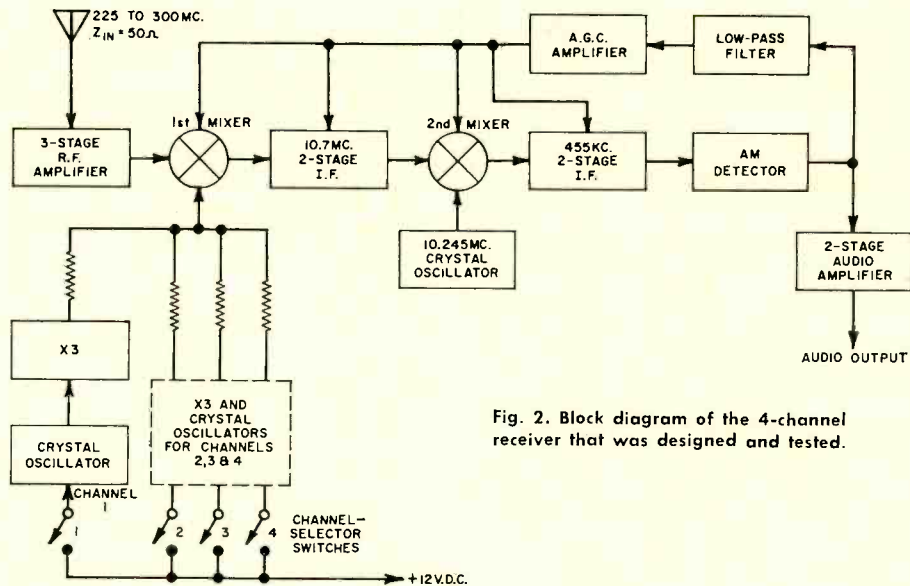 225 TO 300MC.
ZIN = 50Ω
3-STAGE
R.F.
AMPLIFIER
1st MIXER
10.7MC.
2-STAGE
I.F.
2nd MIXER
10.245MC.
CRYSTAL
OSCILLATOR
455KC.
2-STAGE
I.F.
A.G.C.
AMPLIFIER
LOW-PASS
FILTER
AM
DETECTOR
2-STAGE
AUDIO
AMPLIFIER
AUDIO OUTPUT
X3
CRYSTAL
OSCILLATOR
CHANNEL
1
X3 AND
CRYSTAL
OSCILLATORS
FOR CHANNELS
2,3 & 4
1
2
3
4
CHANNEL-
SELECTOR
SWITCHES
+12V.D.C.
Fig. 2. Block diagram of the 4-channel
receiver that was designed and tested.